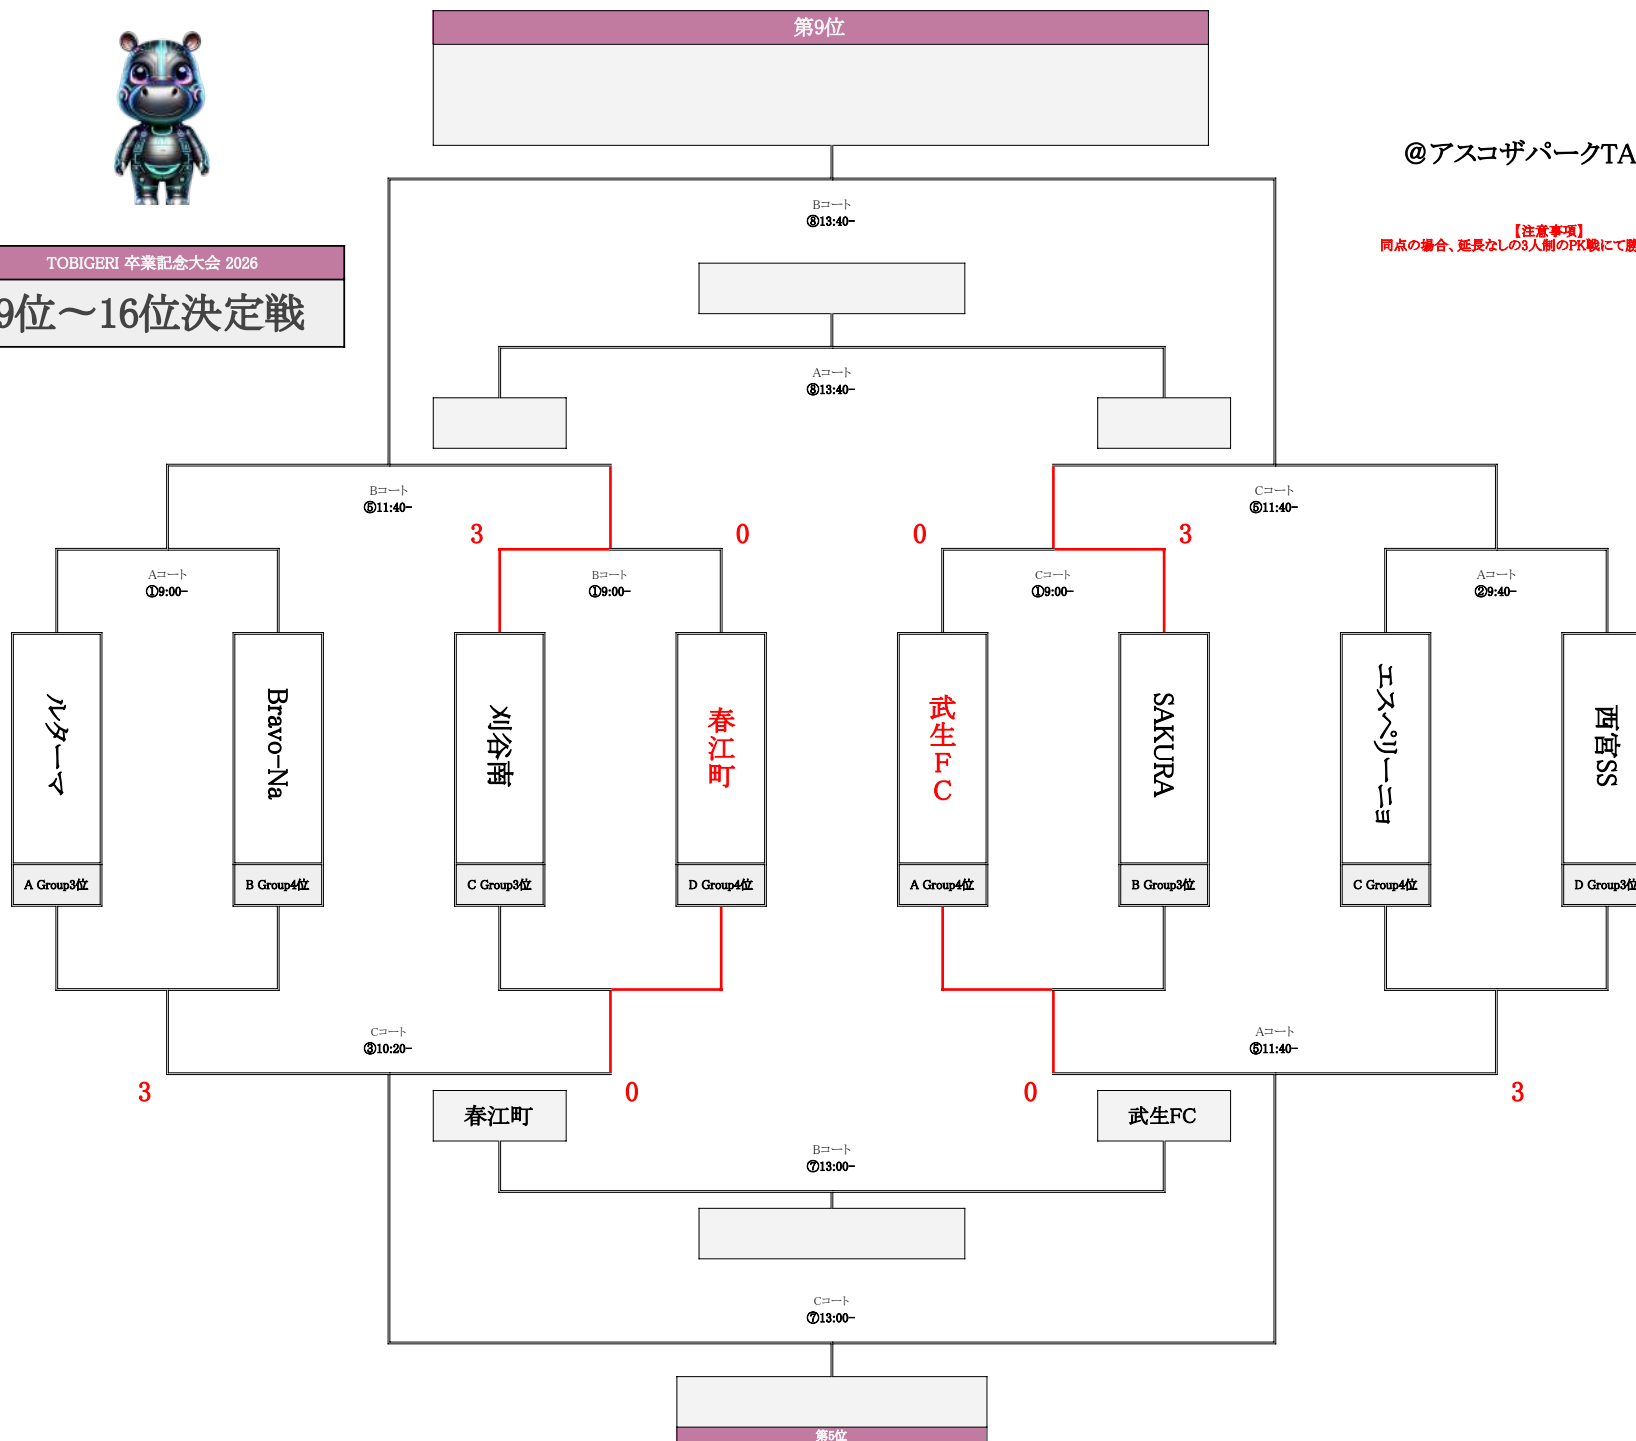 第9位
@アスコザパークTA
Bコート
⑧13:40-
【注意事項】
同点の場合、延長なしの3人制のPK戦にて勝
TOBIGERI 卒業記念大会 2026
9位～16位決定戦
Aコート
⑧13:40-
Bコート
⑤11:40-
Cコート
⑤11:40-
3
0
0
3
Aコート
①9:00-
Bコート
①9:00-
Cコート
①9:00-
Aコート
②9:40-
ルターマ
Bravo-Na
刈谷南
春江町
武生FC
SAKURA
エスペリーニョ
西宮SS
A Group3位
B Group4位
C Group3位
D Group4位
A Group4位
B Group3位
C Group4位
D Group3位
Cコート
③10:20-
Aコート
⑤11:40-
3
0
0
3
春江町
武生FC
Bコート
⑦13:00-
Cコート
⑦13:00-
第5位